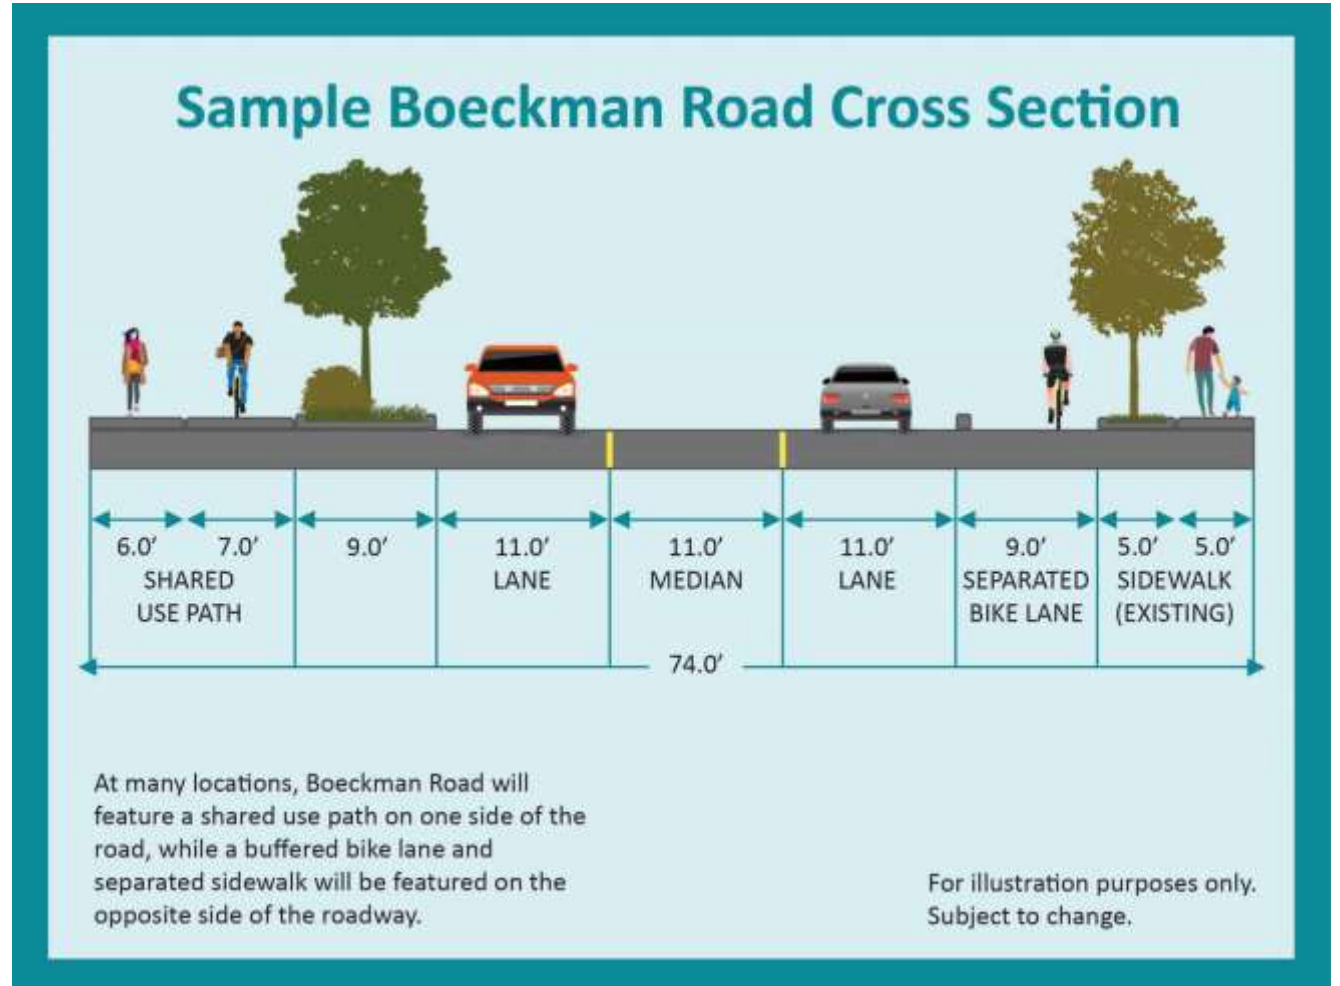 Sample Boeckman Road Cross Section
6.0’ 7.0’ 9.0’ 11.0’ 11.0’ 11.0’ 9.0’ 5.0’ 5.0’
SHARED LANE MEDIAN LANE SEPARATED SIDEWALK
USE PATH BIKE LANE (EXISTING)
74.0’
At many locations, Boeckman Road will
feature a shared use path on one side of the
road, while a buffered bike lane and
separated sidewalk will be featured on the
opposite side of the roadway.
For illustration purposes only.
Subject to change.